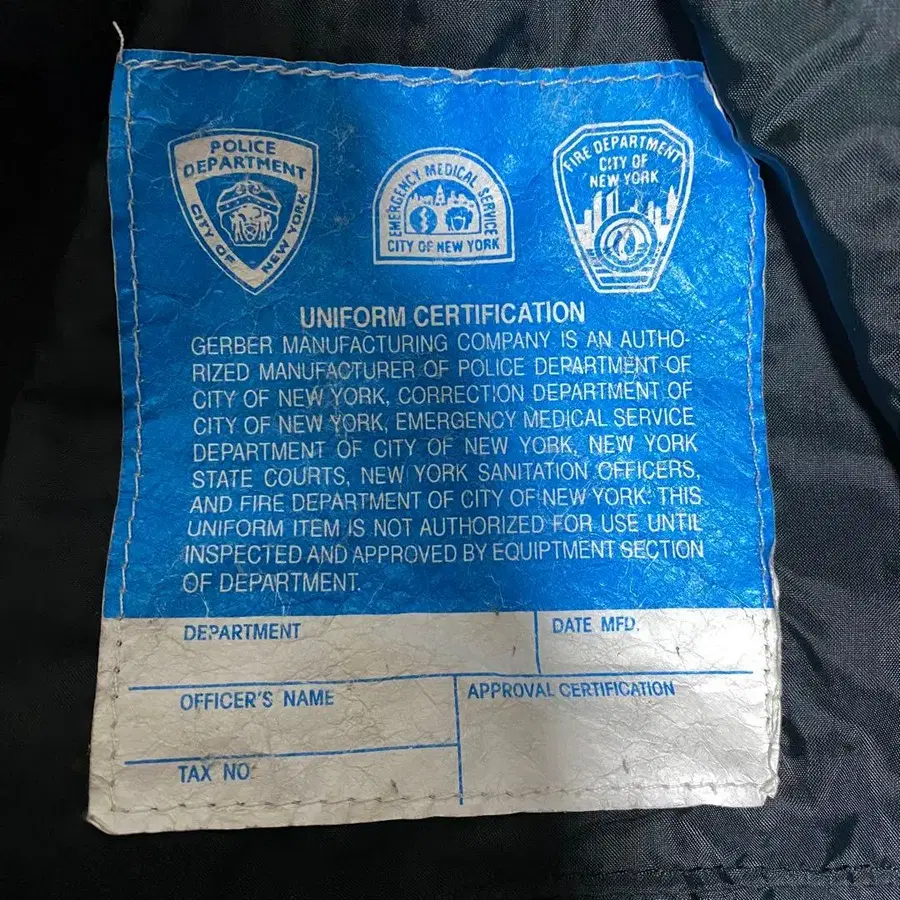 POLICE
DEPARTMENT
CITY OF NEW YORK
EMERGENCY MEDICAL SERVICE
CITY OF NEW YORK
FIRE DEPARTMENT
CITY OF
NEW YORK
UNIFORM CERTIFICATION
GERBER MANUFACTURING COMPANY IS AN AUTHO-
RIZED MANUFACTURER OF POLICE DEPARTMENT OF
CITY OF NEW YORK, CORRECTION DEPARTMENT OF
CITY OF NEW YORK, EMERGENCY MEDICAL SERVICE
DEPARTMENT OF CITY OF NEW YORK, NEW YORK
STATE COURTS, NEW YORK SANITATION OFFICERS,
AND FIRE DEPARTMENT OF CITY OF NEW YORK. THIS
UNIFORM ITEM IS NOT AUTHORIZED FOR USE UNTIL
INSPECTED AND APPROVED BY EQUIPTMENT SECTION
OF DEPARTMENT.
DEPARTMENT
DATE MFD.
OFFICER'S NAME
APPROVAL CERTIFICATION
TAX NO.